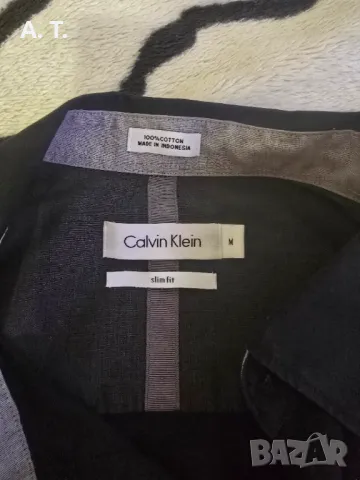 A. T.
100% COTTON
MADE IN INDONESIA
Calvin Klein
M
slim fit
BAZAR